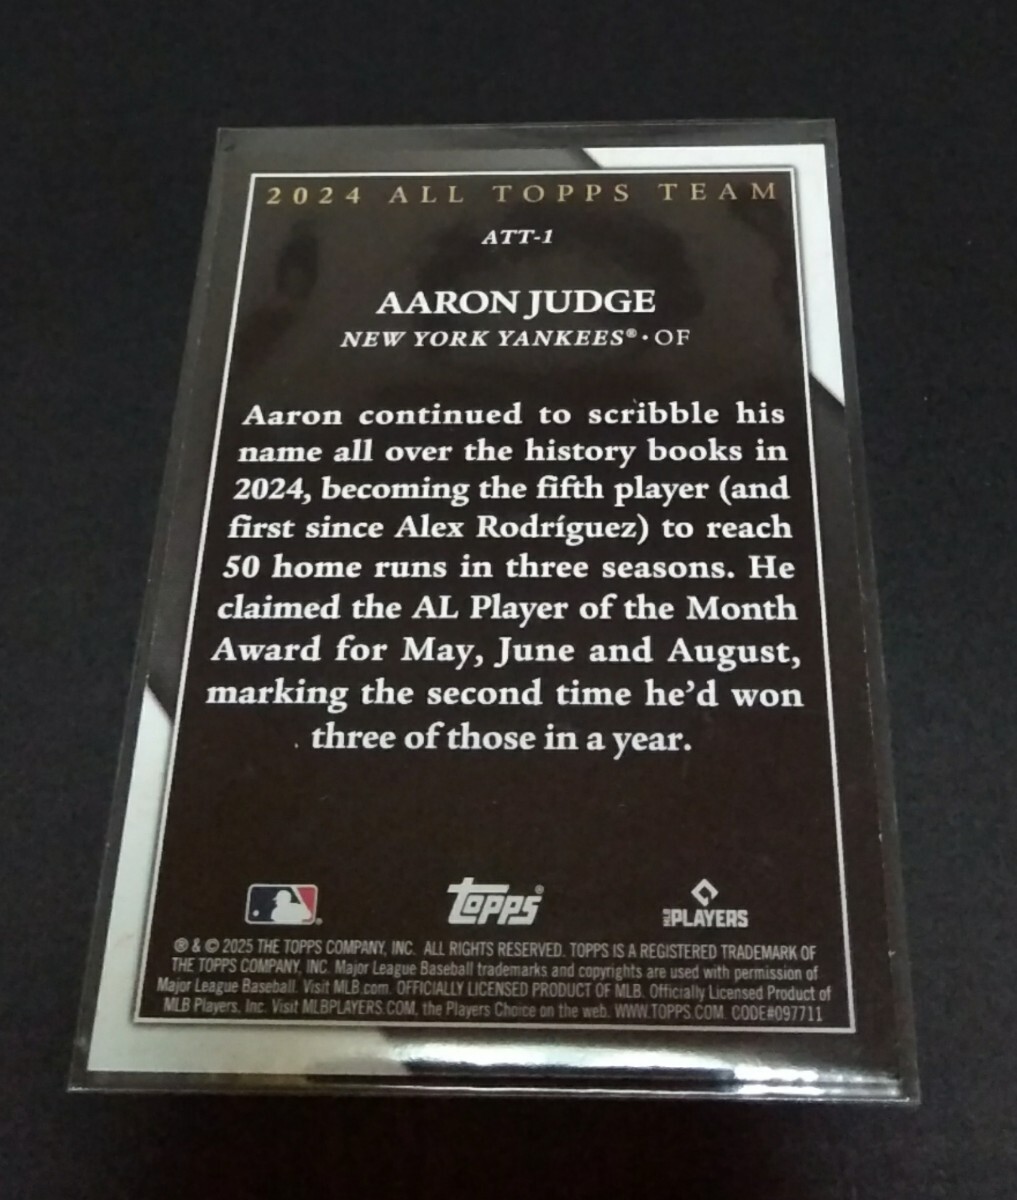 2024 ALL TOPPS TEAM
ATT-1
AARON JUDGE
NEW YORK YANKEES® • OF
Aaron continued to scribble his
name all over the history books in
2024, becoming the fifth player (and
first since Alex Rodríguez) to reach
50 home runs in three seasons. He
claimed the AL Player of the Month
Award for May, June and August,
marking the second time he'd won
three of those in a year.
topps®
MLB PLAYERS
® & © 2025 THE TOPPS COMPANY, INC. ALL RIGHTS RESERVED. TOPPS IS A REGISTERED TRADEMARK OF
THE TOPPS COMPANY, INC. Major League Baseball trademarks and copyrights are used with permission of
Major League Baseball. Visit MLB.com. OFFICIALLY LICENSED PRODUCT OF MLB. Officially Licensed Product of
MLB Players, Inc. Visit MLBPLAYERS.COM, the Players Choice on the web. WWW.TOPPS.COM. CODE#097711